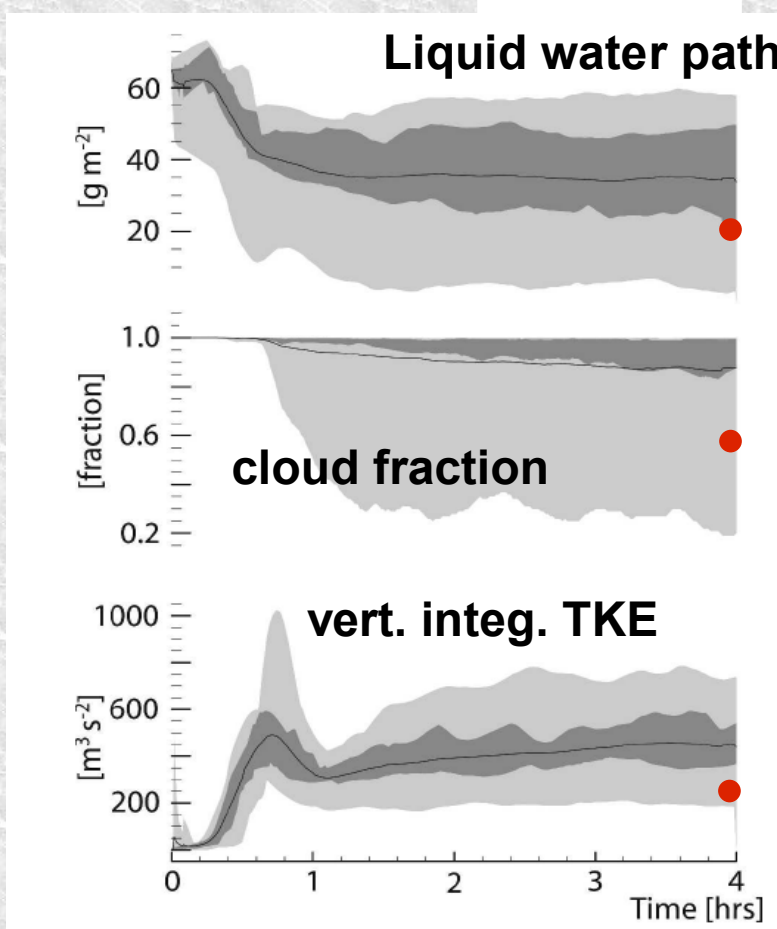 Liquid water path
[g m⁻²]
60
40
20
[fraction]
1.0
0.6
0.2
cloud fraction
vert. integ. TKE
[m³ s⁻²]
1000
600
200
0 1 2 3 4
Time [hrs]